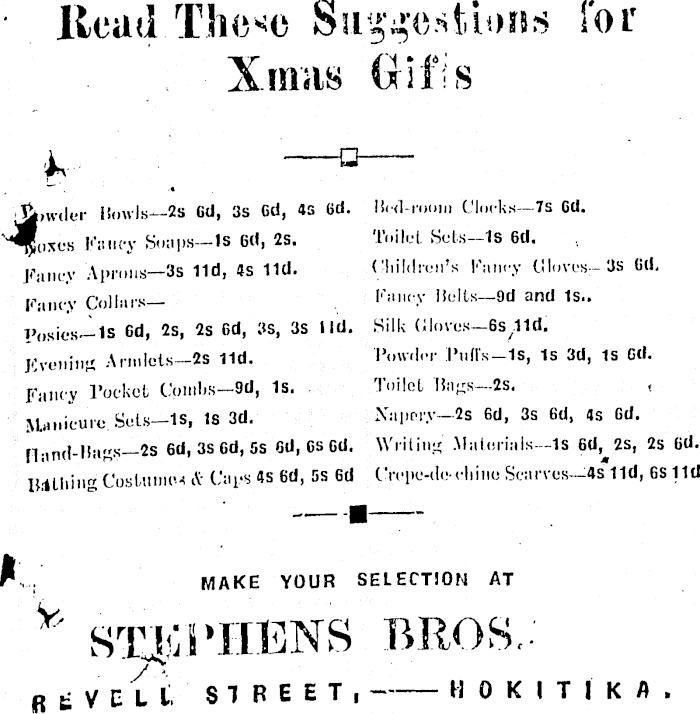 Read These Suggestions for
Xmas Gifts
Powder Bowls—2s 6d, 3s 6d, 4s 6d.
Boxes Fancy Soaps—1s 6d, 2s.
Fancy Aprons—3s 11d, 4s 11d.
Fancy Collars—
Posies—1s 6d, 2s, 2s 6d, 3s, 3s 11d.
Evening Armlets—2s 11d.
Fancy Pocket Combs—9d, 1s.
Manicure Sets—1s, 1s 3d.
Hand-Bags—2s 6d, 3s 6d, 5s 6d, 6s 6d.
Bathing Costumes & Caps 4s 6d, 5s 6d
Bed-room Clocks—7s 6d.
Toilet Sets—1s 6d.
Children's Fancy Gloves—3s 6d.
Fancy Belts—9d and 1s..
Silk Gloves—6s 11d.
Powder Puffs—1s, 1s 3d, 1s 6d.
Toilet Bags—2s.
Napery—2s 6d, 3s 6d, 4s 6d.
Writing Materials—1s 6d, 2s, 2s 6d.
Crepe-de-chine Scarves—4s 11d, 6s 11d
MAKE YOUR SELECTION AT
STEPHENS BROS.
REVELL STREET,—HOKITIKA.